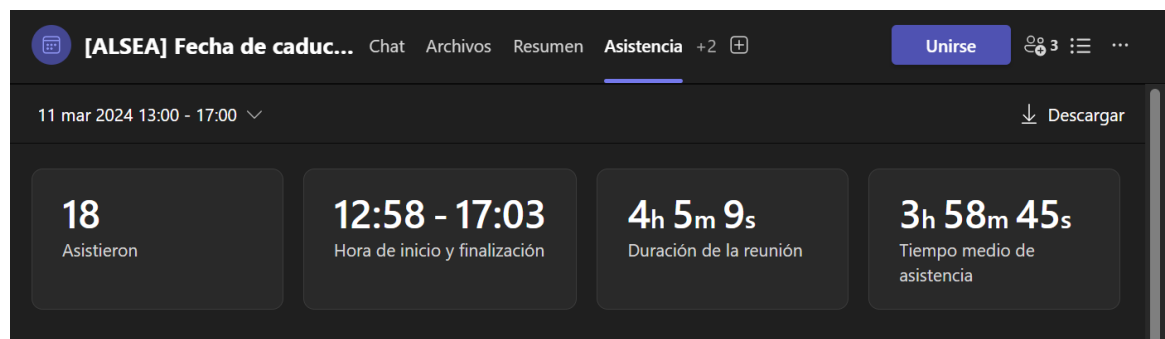 [ALSEA] Fecha de caduc... Chat Archivos Resumen Asistencia +2 Unirse 3 ...
11 mar 2024 13:00 - 17:00 Descargar
18
Asistieron
12:58 - 17:03
Hora de inicio y finalización
4h 5m 9s
Duración de la reunión
3h 58m 45s
Tiempo medio de
asistencia